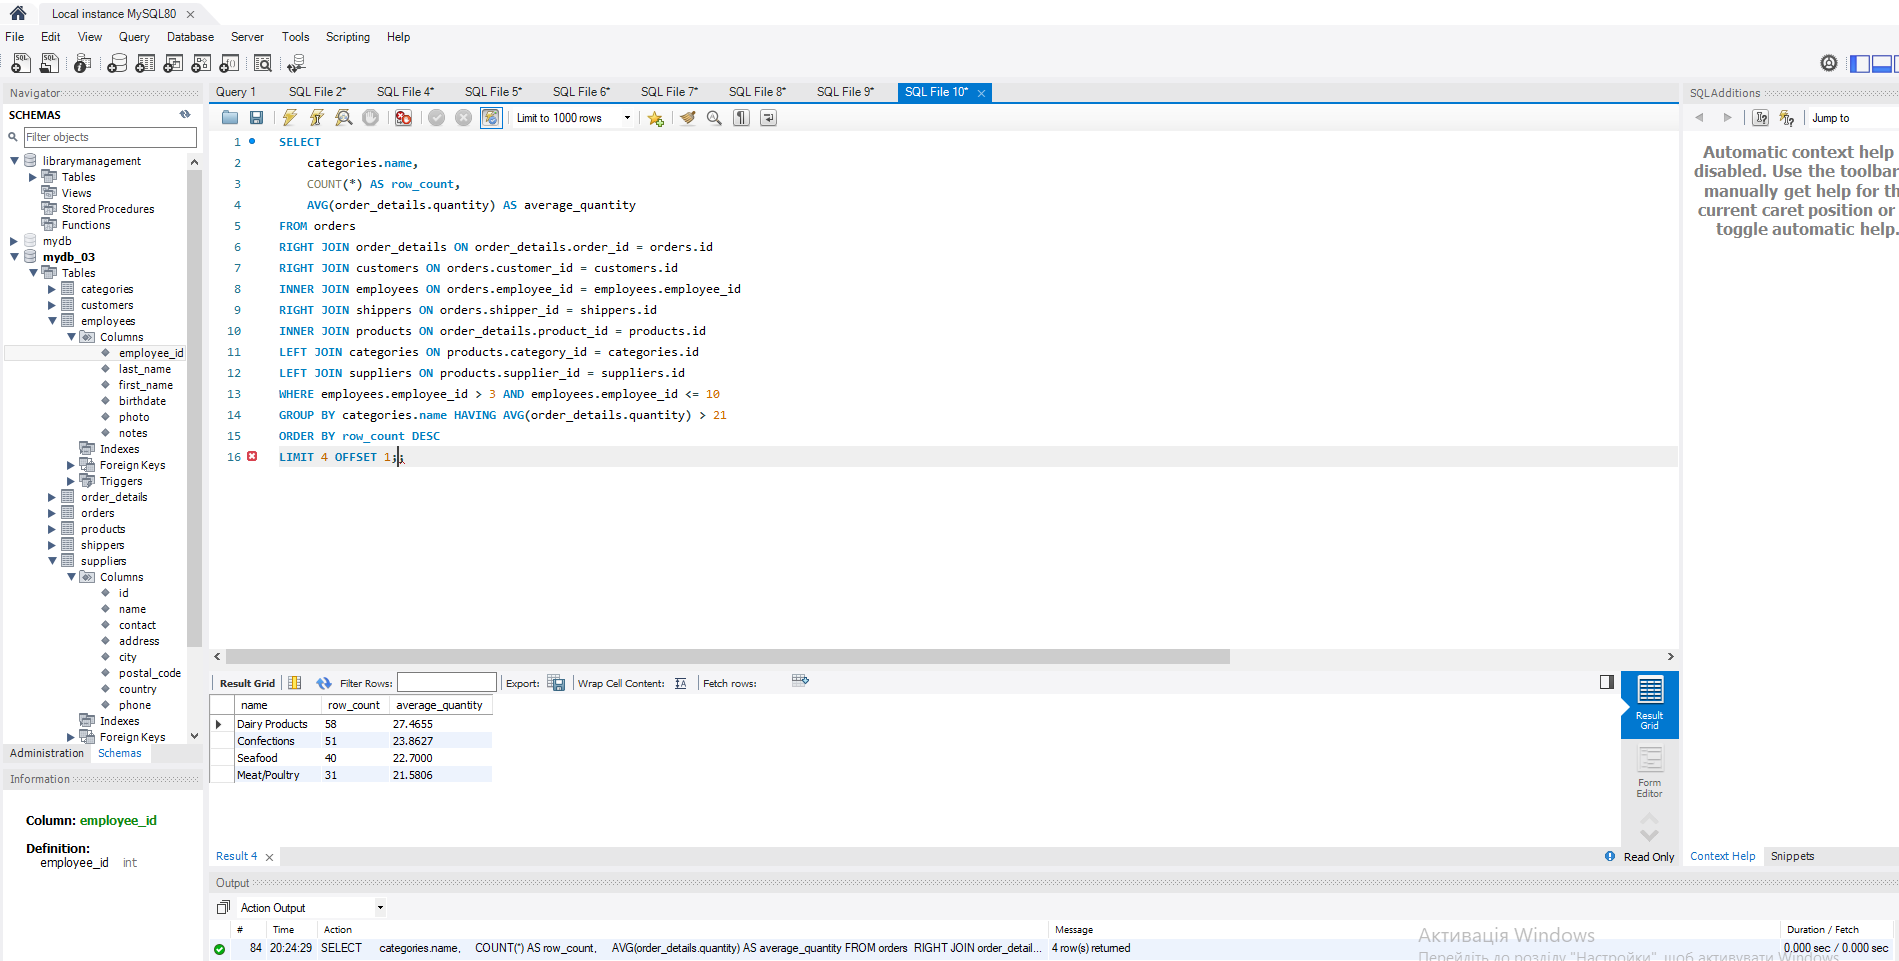 Local instance MySQL80
File Edit View Query Database Server Tools Scripting Help
Navigator
SCHEMAS
Filter objects
librarymanagement
Tables
Views
Stored Procedures
Functions
mydb
mydb_03
Tables
categories
customers
employees
Columns
employee_id
last_name
first_name
birthdate
photo
notes
Indexes
Foreign Keys
Triggers
order_details
orders
products
shippers
suppliers
Columns
id
name
contact
address
city
postal_code
country
phone
Indexes
Foreign Keys
Administration Schemas
Information
Column: employee_id
Definition:
employee_id int
Query 1 SQL File 2* SQL File 4* SQL File 5* SQL File 6* SQL File 7* SQL File 8* SQL File 9* SQL File 10*
Limit to 1000 rows
1 SELECT
2 categories.name,
3 COUNT(*) AS row_count,
4 AVG(order_details.quantity) AS average_quantity
5 FROM orders
6 RIGHT JOIN order_details ON order_details.order_id = orders.id
7 RIGHT JOIN customers ON orders.customer_id = customers.id
8 INNER JOIN employees ON orders.employee_id = employees.employee_id
9 RIGHT JOIN shippers ON orders.shipper_id = shippers.id
10 INNER JOIN products ON order_details.product_id = products.id
11 LEFT JOIN categories ON products.category_id = categories.id
12 LEFT JOIN suppliers ON products.supplier_id = suppliers.id
13 WHERE employees.employee_id > 3 AND employees.employee_id <= 10
14 GROUP BY categories.name HAVING AVG(order_details.quantity) > 21
15 ORDER BY row_count DESC
16 LIMIT 4 OFFSET 1;;
Result Grid Filter Rows: Export: Wrap Cell Content: Fetch rows:
name row_count average_quantity
Dairy Products 58 27.4655
Confections 51 23.8627
Seafood 40 22.7000
Meat/Poultry 31 21.5806
Result Grid
Form Editor
Result 4
Read Only
Output
Action Output
# Time Action Message Duration / Fetch
84 20:24:29 SELECT categories.name, COUNT(*) AS row_count, AVG(order_details.quantity) AS average_quantity FROM orders RIGHT JOIN order_detail... 4 row(s) returned 0.000 sec / 0.000 sec
SQLAdditions
Jump to
Automatic context help
disabled. Use the toolbar
manually get help for th
current caret position or
toggle automatic help.
Context Help Snippets
Активація Windows
Перейдіть до розділу "Настройки", щоб активувати Windows.